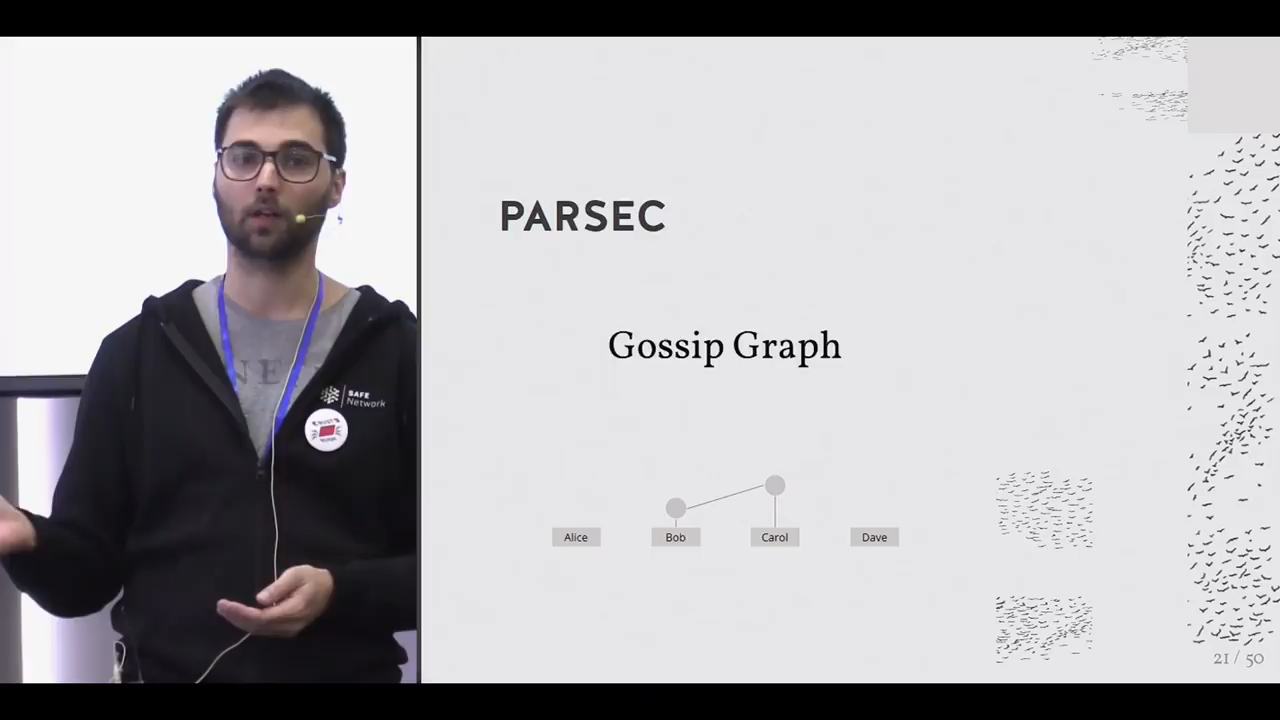 PARSEC
Gossip Graph
Alice
Bob
Carol
Dave
21 / 50
SAFE
Network